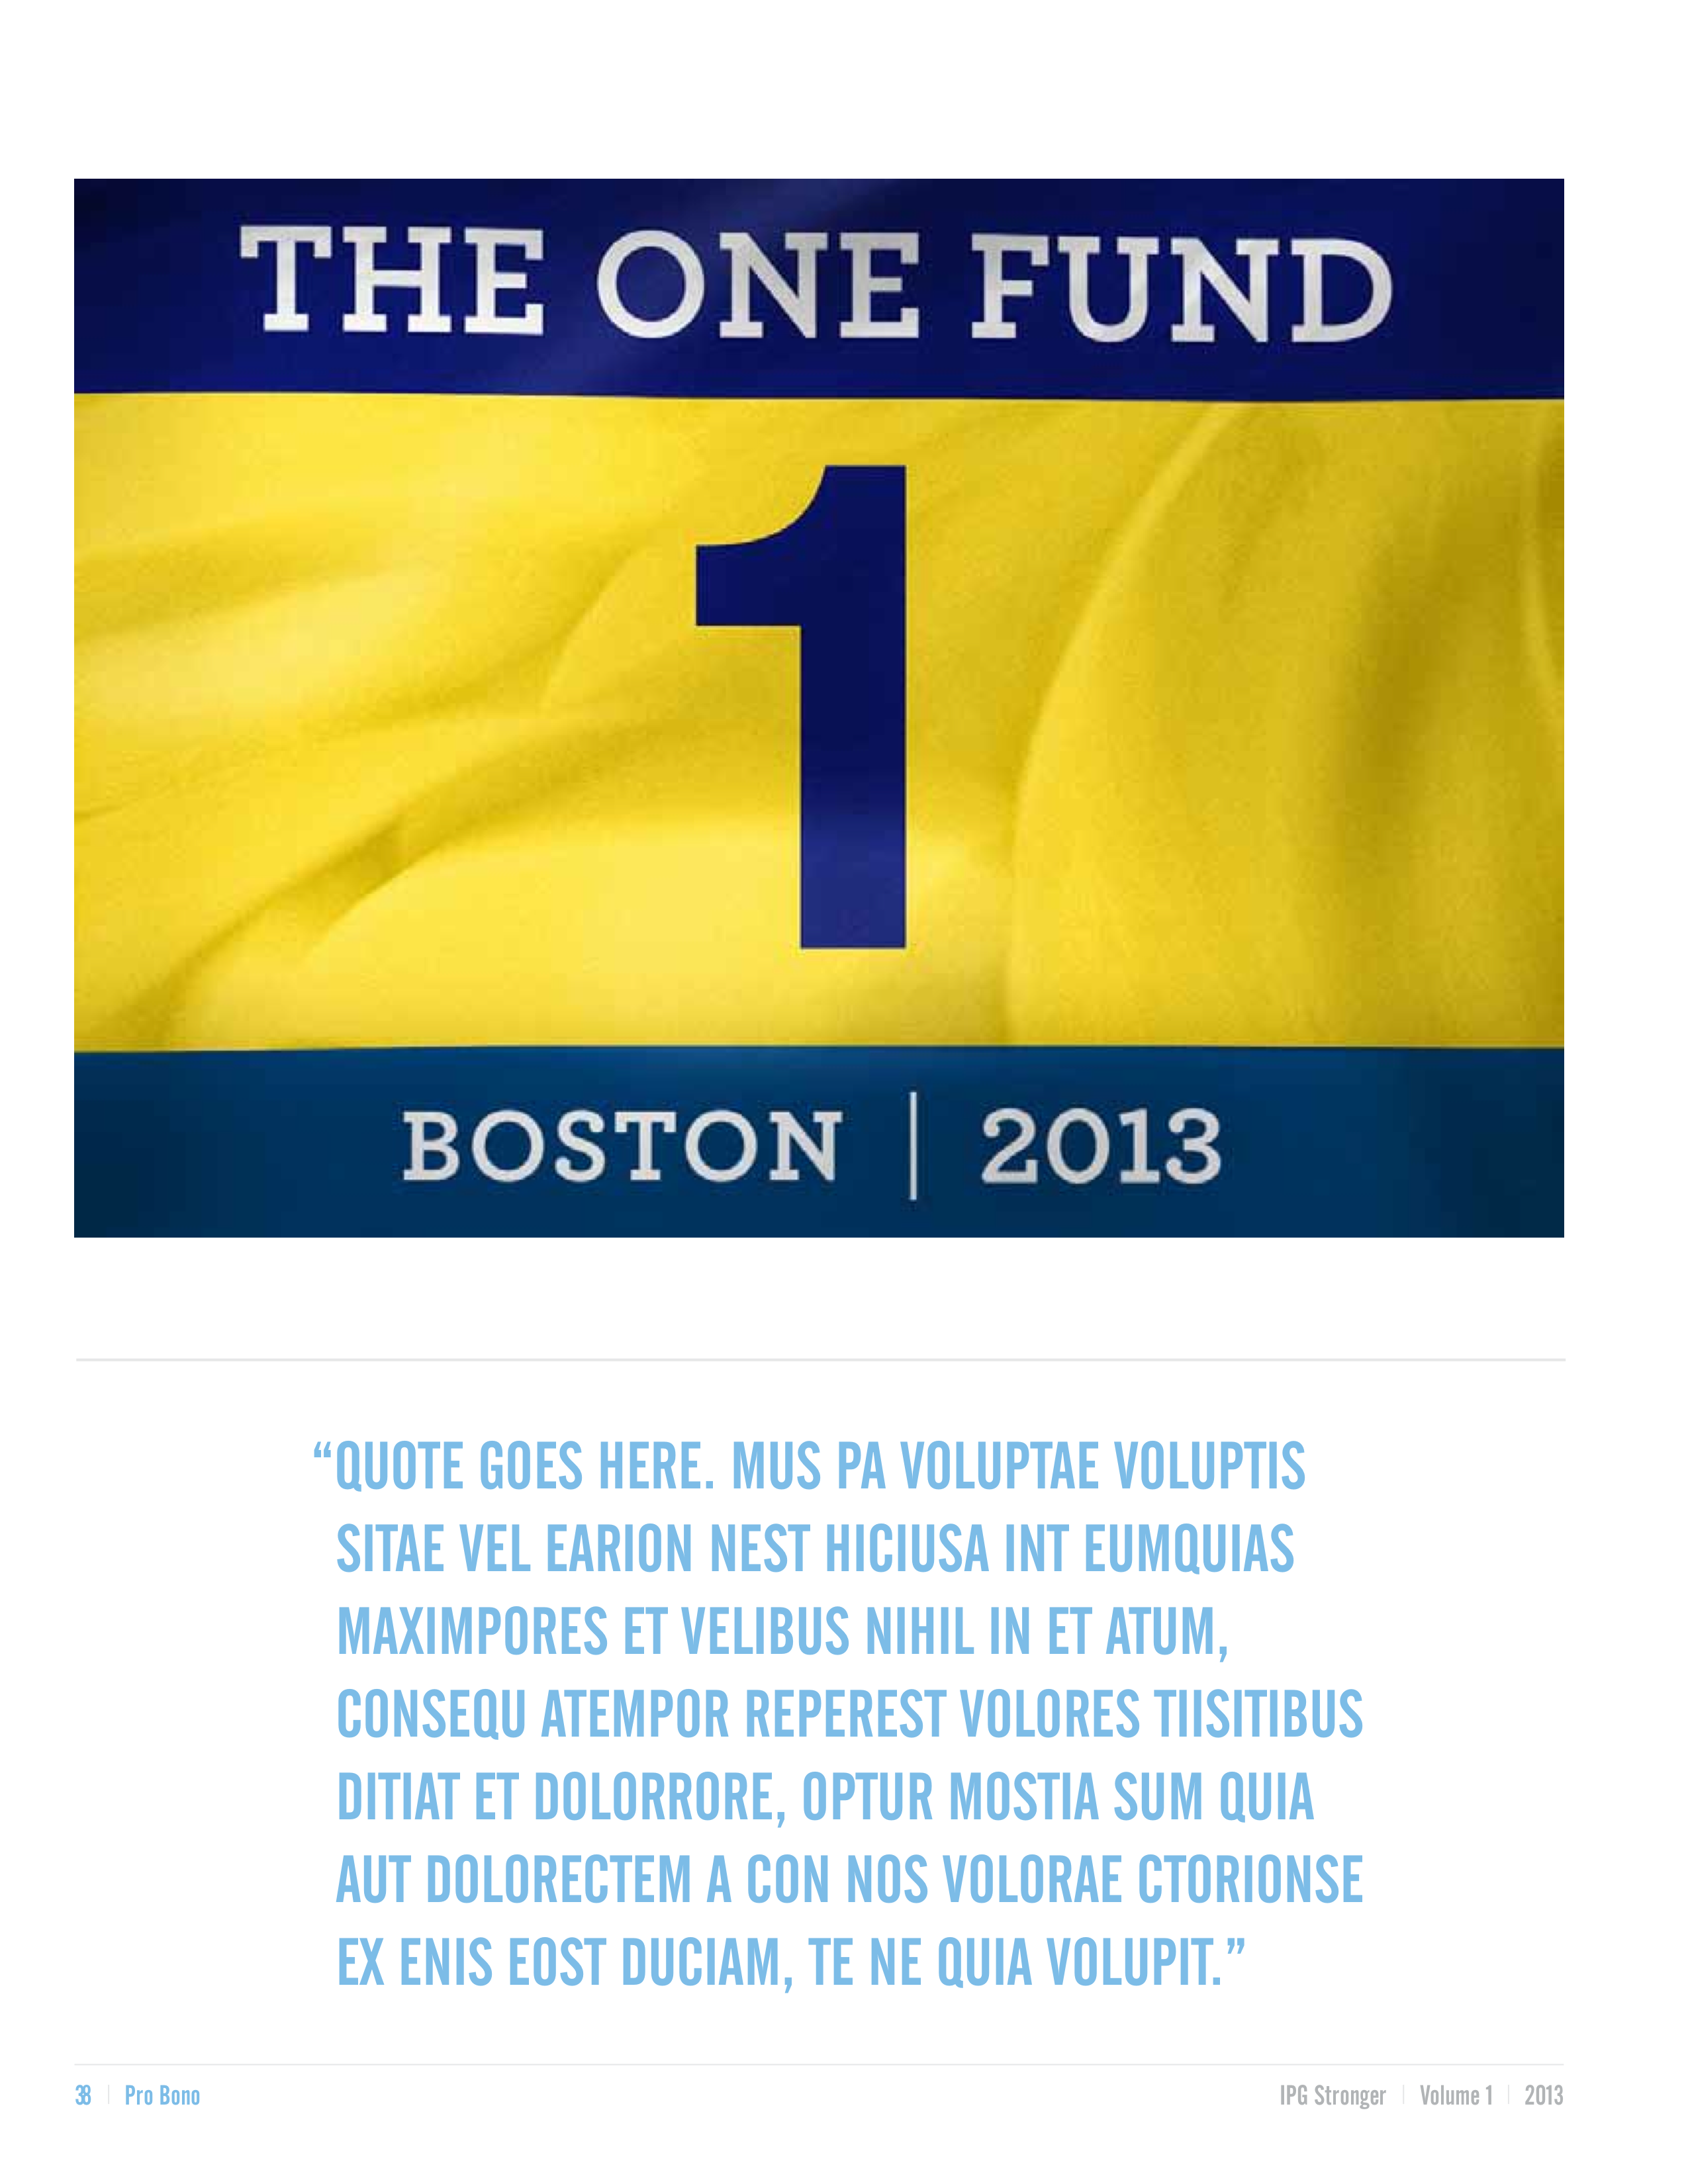 THE ONE FUND
1
BOSTON | 2013
“QUOTE GOES HERE. MUS PA VOLUPTAE VOLUPTIS
SITAE VEL EARION NEST HICIUSA INT EUMQUIAS
MAXIMPORES ET VELIBUS NIHIL IN ET ATUM,
CONSEQU ATEMPOR REPEREST VOLORES TIISITIBUS
DITIAT ET DOLORRORE, OPTUR MOSTIA SUM QUIA
AUT DOLORECTEM A CON NOS VOLORAE CTORIONSE
EX ENIS EOST DUCIAM, TE NE QUIA VOLUPIT.”
38 | Pro Bono
IPG Stronger | Volume 1 | 2013